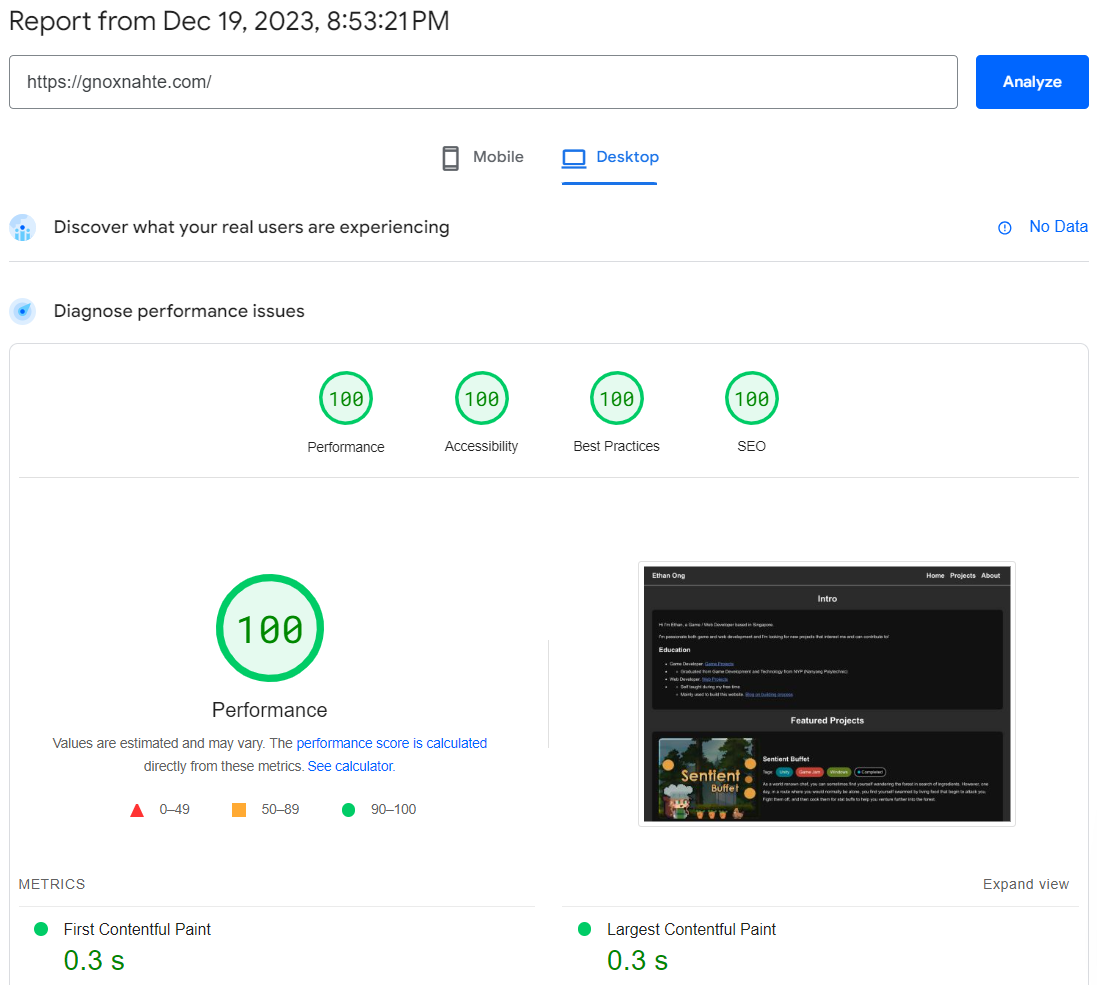 Report from Dec 19, 2023, 8:53:21 PM
https://gnoxnahte.com/
Analyze
Mobile
Desktop
Discover what your real users are experiencing
No Data
Diagnose performance issues
100
100
100
100
Performance
Accessibility
Best Practices
SEO
100
Performance
Values are estimated and may vary. The performance score is calculated
directly from these metrics. See calculator.
0–49
50–89
90–100
Ethan Ong
Home Projects About
Intro
Hi I'm Ethan, a Game / Web Developer based in Singapore.
I'm passionate both game and web development and I'm looking for new projects that interest me and can contribute to!
Education
Game Developer: Game Projects
Graduated from Game Development and Technology from NYP (Nanyang Polytechnic)
Web Developer: Web Projects
Self taught during my free time
Mainly used to build this website. Blog on building process
Featured Projects
Sentient
Buffet
Sentient Buffet
Tags: Unity Game Jam Windows Completed
As a world renown chef, you can sometimes find yourself wandering the forest in search of ingredients. However, one
day, in a route where you would normally be alone, you find yourself swarmed by living food that begin to attack you.
Fight them off, and then cook them for stat buffs to help you venture further into the forest.
METRICS
Expand view
First Contentful Paint
0.3 s
Largest Contentful Paint
0.3 s